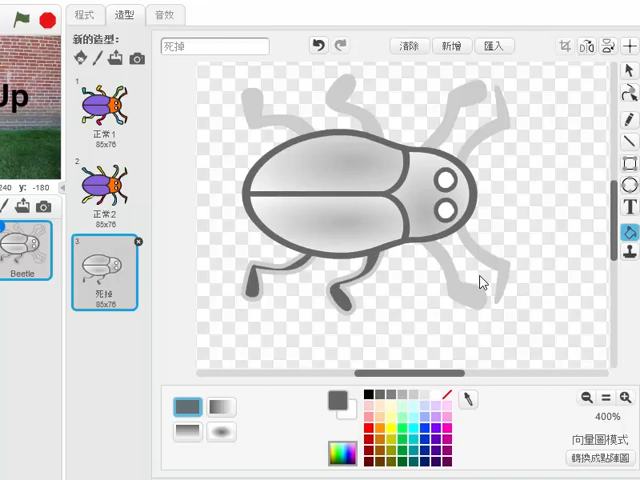 程式 造型 音效
新的造型:
死掉
清除 新增 匯入
Up
1
正常1
85x76
240 y: -180
2
正常2
85x76
Beetle
3
死掉
85x76
T
400%
向量圖模式
轉換成點陣圖